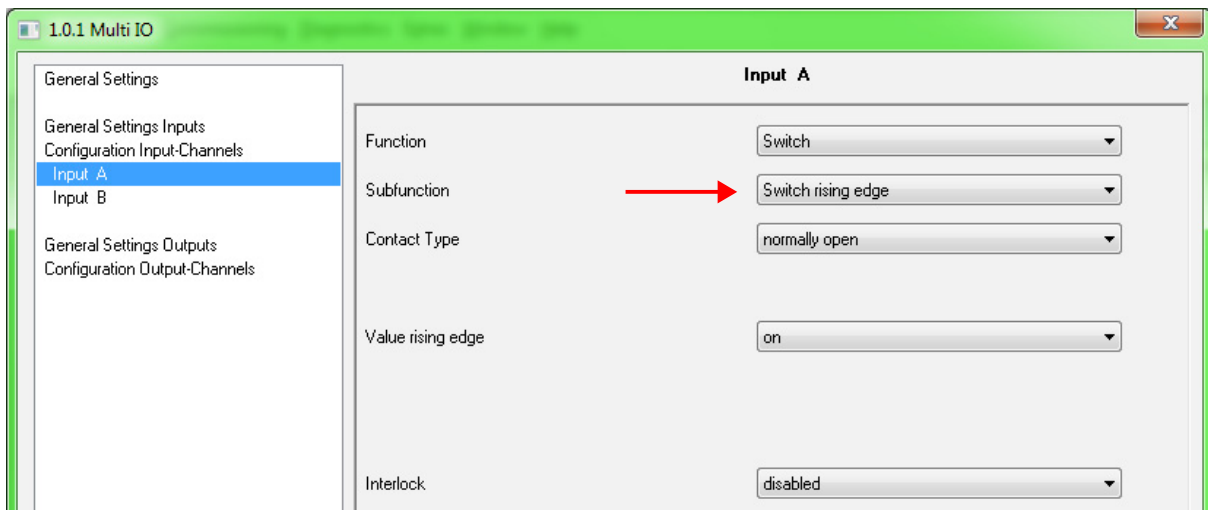 1.0.1 Multi IO
General Settings
General Settings Inputs
Configuration Input-Channels
Input A
Input B
General Settings Outputs
Configuration Output-Channels
Input A
Function Switch
Subfunction Switch rising edge
Contact Type normally open
Value rising edge on
Interlock disabled